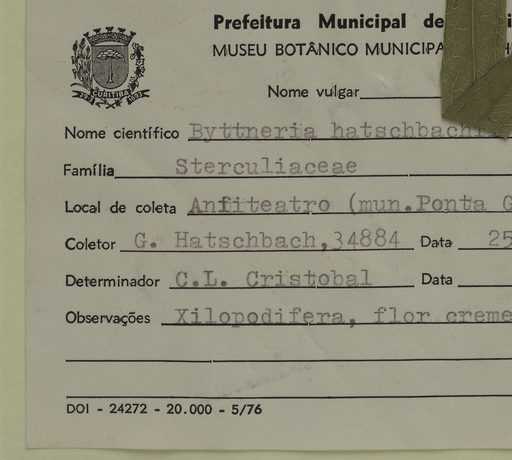 Prefeitura Municipal de
MUSEU BOTÂNICO MUNICIPA
CURITIBA
Nome vulgar
Nome científico Byttneria hatschbachii
Família Sterculiaceae
Local de coleta Anfiteatro (mun.Ponta G
Coletor G. Hatschbach,34884 Data 25
Determinador C.L. Cristobal Data
Observações Xilopodifera, flor creme
DOI - 24272 - 20.000 - 5/76